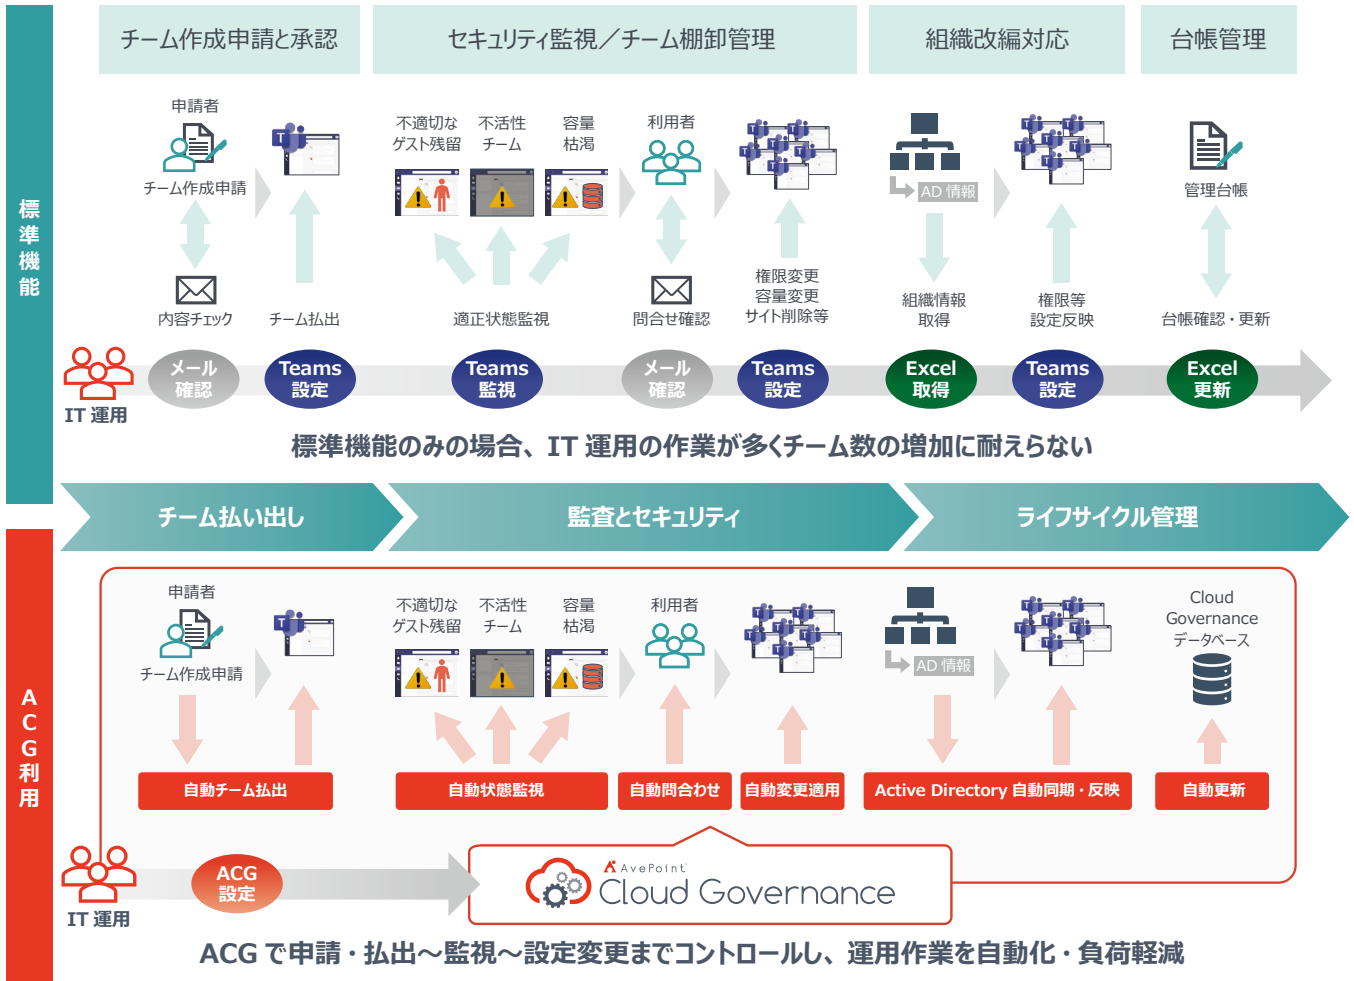 チーム作成申請と承認
セキュリティ監視／チーム棚卸管理
組織改編対応
台帳管理
標準機能
申請者
チーム作成申請
内容チェック
チーム払出
不適切な
ゲスト残留
不活性
チーム
容量
枯渇
適正状態監視
利用者
問合せ確認
権限変更
容量変更
サイト削除等
AD 情報
組織情報
取得
権限等
設定反映
管理台帳
台帳確認・更新
IT 運用
メール
確認
Teams
設定
Teams
監視
メール
確認
Teams
設定
Excel
取得
Teams
設定
Excel
更新
標準機能のみの場合、IT 運用の作業が多くチーム数の増加に耐えらない
チーム払い出し
監査とセキュリティ
ライフサイクル管理
ACG利用
申請者
チーム作成申請
不適切な
ゲスト残留
不活性
チーム
容量
枯渇
利用者
AD 情報
Cloud
Governance
データベース
自動チーム払出
自動状態監視
自動問合わせ
自動変更適用
Active Directory 自動同期・反映
自動更新
IT 運用
ACG
設定
AvePoint
Cloud Governance
ACG で申請・払出～監視～設定変更までコントロールし、運用作業を自動化・負荷軽減